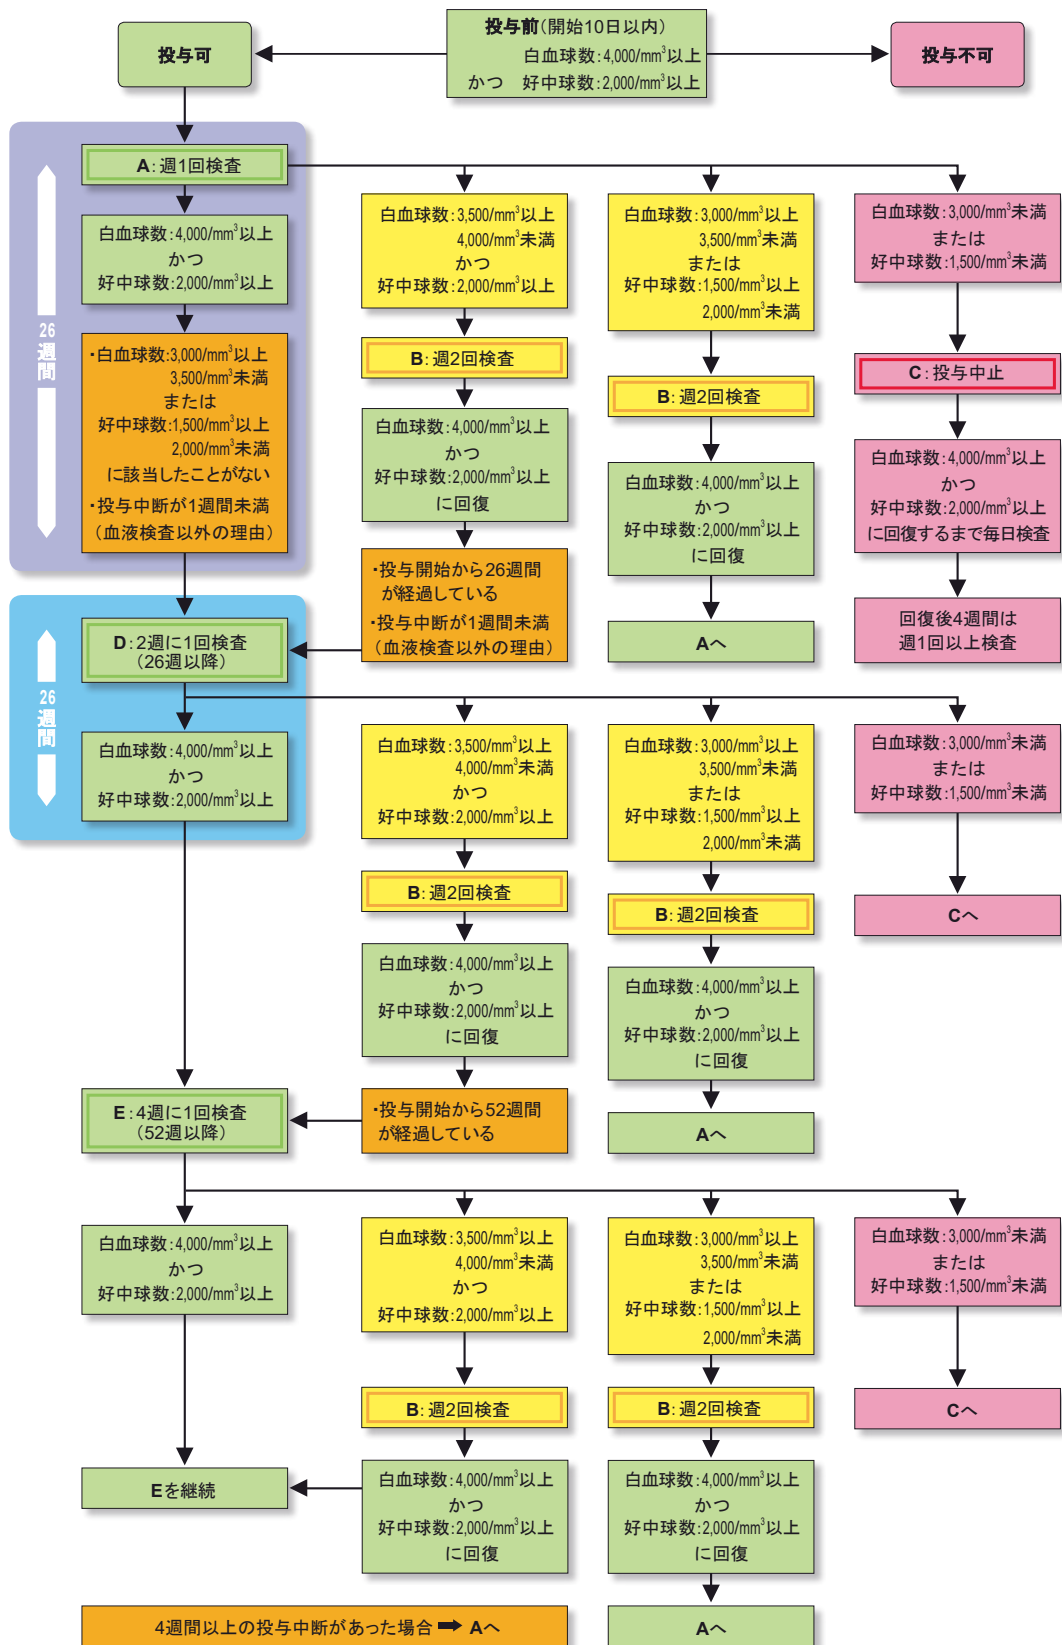 投与前(開始10日以内)
白血球数:4,000/mm³以上
かつ 好中球数:2,000/mm³以上
投与可
投与不可
26週間
A:週1回検査
白血球数:4,000/mm³以上
かつ
好中球数:2,000/mm³以上
・白血球数:3,000/mm³以上
3,500/mm³未満
または
好中球数:1,500/mm³以上
2,000/mm³未満
に該当したことがない
・投与中断が1週間未満
(血液検査以外の理由)
白血球数:3,500/mm³以上
4,000/mm³未満
かつ
好中球数:2,000/mm³以上
B:週2回検査
白血球数:4,000/mm³以上
かつ
好中球数:2,000/mm³以上
に回復
・投与開始から26週間
が経過している
・投与中断が1週間未満
(血液検査以外の理由)
白血球数:3,000/mm³以上
3,500/mm³未満
または
好中球数:1,500/mm³以上
2,000/mm³未満
B:週2回検査
白血球数:4,000/mm³以上
かつ
好中球数:2,000/mm³以上
に回復
Aへ
白血球数:3,000/mm³未満
または
好中球数:1,500/mm³未満
C:投与中止
白血球数:4,000/mm³以上
かつ
好中球数:2,000/mm³以上
に回復するまで毎日検査
回復後4週間は
週1回以上検査
26週間
D:2週に1回検査
(26週以降)
白血球数:4,000/mm³以上
かつ
好中球数:2,000/mm³以上
白血球数:3,500/mm³以上
4,000/mm³未満
かつ
好中球数:2,000/mm³以上
B:週2回検査
白血球数:4,000/mm³以上
かつ
好中球数:2,000/mm³以上
に回復
・投与開始から52週間
が経過している
白血球数:3,000/mm³以上
3,500/mm³未満
または
好中球数:1,500/mm³以上
2,000/mm³未満
B:週2回検査
白血球数:4,000/mm³以上
かつ
好中球数:2,000/mm³以上
に回復
Aへ
白血球数:3,000/mm³未満
または
好中球数:1,500/mm³未満
Cへ
E:4週に1回検査
(52週以降)
白血球数:4,000/mm³以上
かつ
好中球数:2,000/mm³以上
Eを継続
白血球数:3,500/mm³以上
4,000/mm³未満
かつ
好中球数:2,000/mm³以上
B:週2回検査
白血球数:4,000/mm³以上
かつ
好中球数:2,000/mm³以上
に回復
白血球数:3,000/mm³以上
3,500/mm³未満
または
好中球数:1,500/mm³以上
2,000/mm³未満
B:週2回検査
白血球数:4,000/mm³以上
かつ
好中球数:2,000/mm³以上
に回復
Aへ
白血球数:3,000/mm³未満
または
好中球数:1,500/mm³未満
Cへ
4週間以上の投与中断があった場合➡Aへ